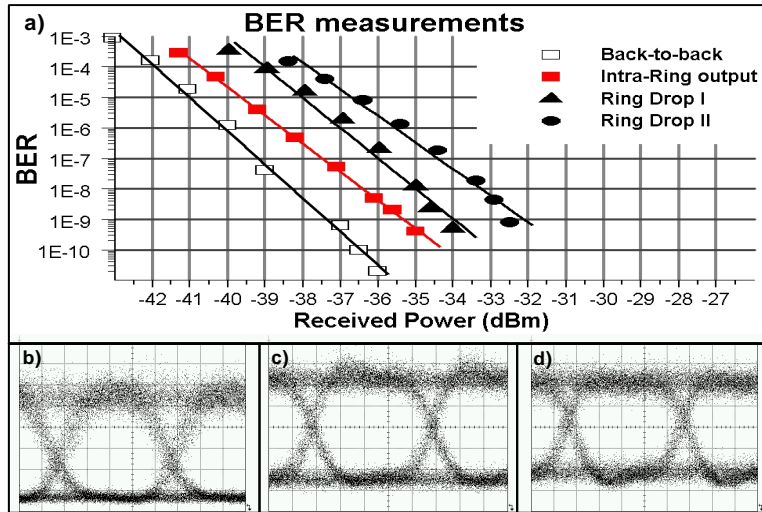 a)
BER measurements
1E-3
1E-4
1E-5
1E-6
1E-7
1E-8
1E-9
1E-10
BER
Back-to-back
Intra-Ring output
Ring Drop I
Ring Drop II
-42 -41 -40 -39 -38 -37 -36 -35 -34 -33 -32 -31 -30 -29 -28 -27
Received Power (dBm)
b)
c)
d)